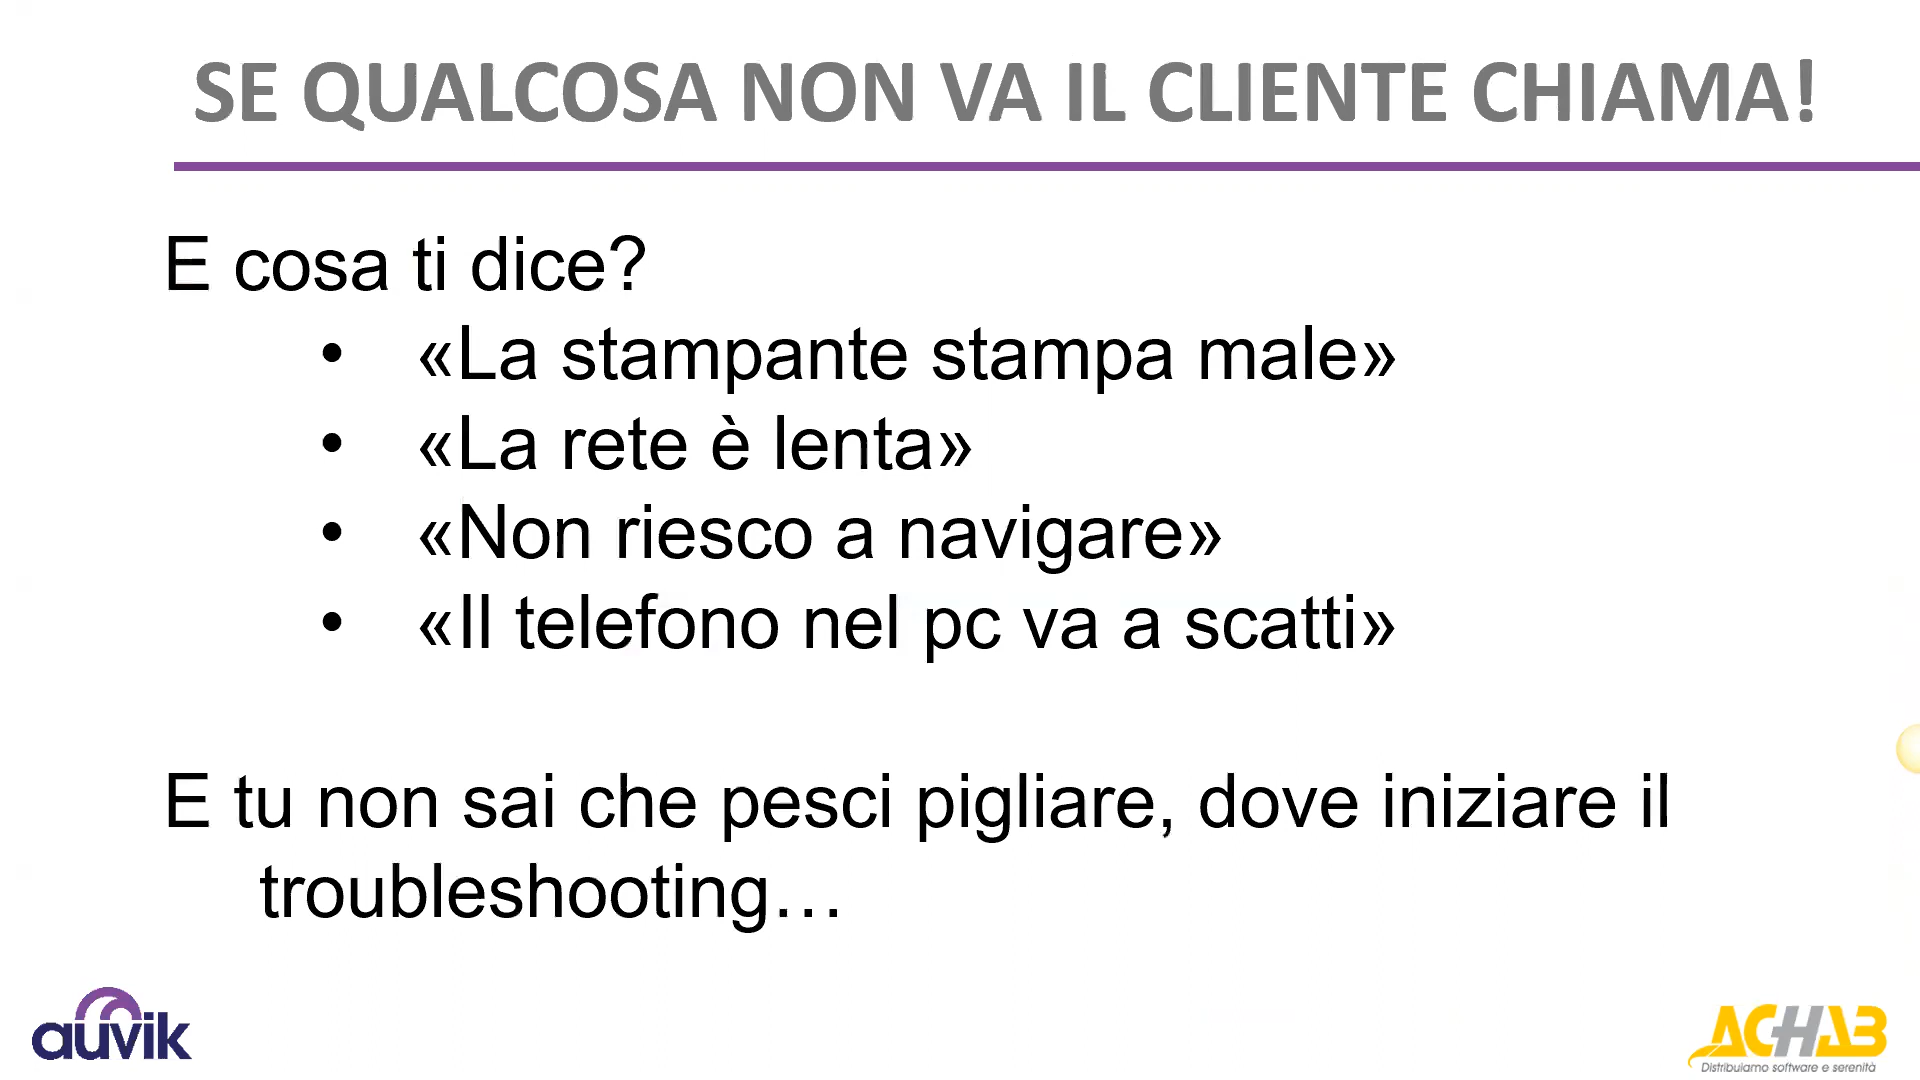 SE QUALCOSA NON VA IL CLIENTE CHIAMA!
E cosa ti dice?
• «La stampante stampa male»
• «La rete è lenta»
• «Non riesco a navigare»
• «Il telefono nel pc va a scatti»
E tu non sai che pesci pigliare, dove iniziare il
troubleshooting…
auvik
ACHAB
Distribuiamo software e serenità